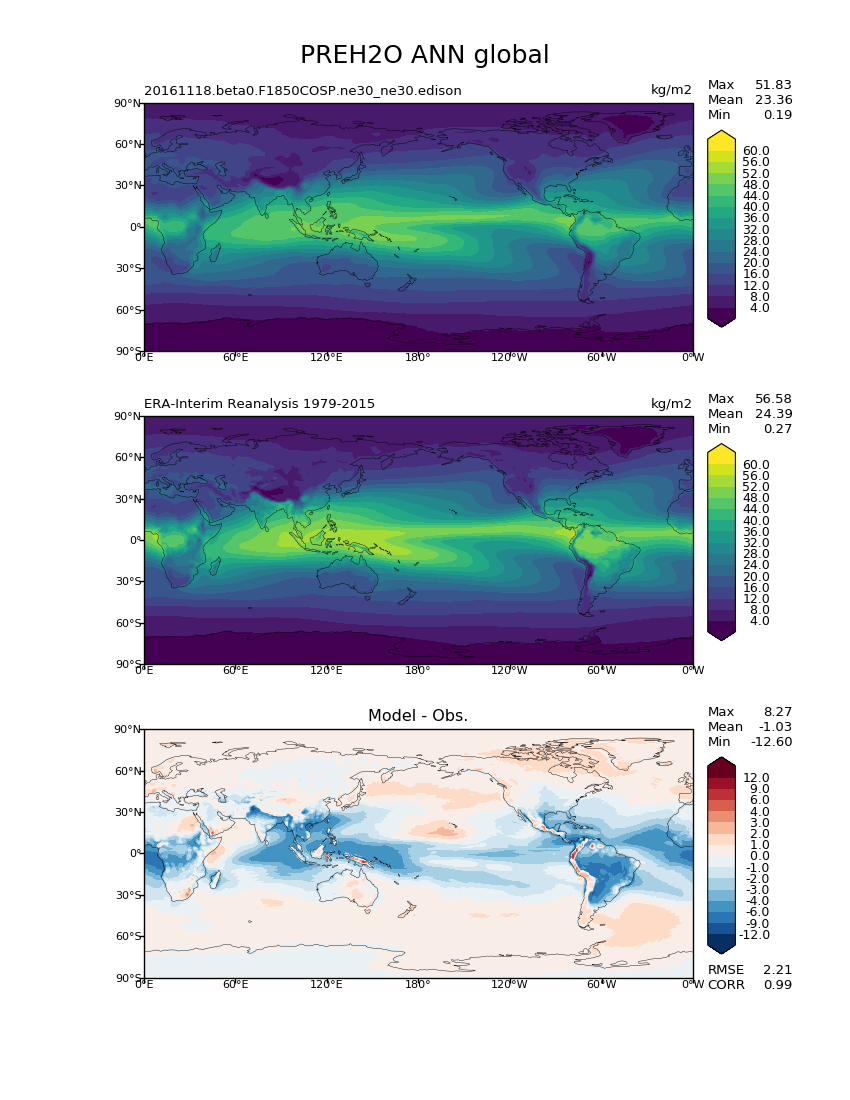 PREH2O ANN global
20161118.beta0.F1850COSP.ne30_ne30.edison kg/m2
Max 51.83
Mean 23.36
Min 0.19
90°N
60°N
30°N
0°
30°S
60°S
90°S
0°E 60°E 120°E 180° 120°W 60°W 0°W
60.0
56.0
52.0
48.0
44.0
40.0
36.0
32.0
28.0
24.0
20.0
16.0
12.0
8.0
4.0
ERA-Interim Reanalysis 1979-2015 kg/m2
Max 56.58
Mean 24.39
Min 0.27
90°N
60°N
30°N
0°
30°S
60°S
90°S
0°E 60°E 120°E 180° 120°W 60°W 0°W
60.0
56.0
52.0
48.0
44.0
40.0
36.0
32.0
28.0
24.0
20.0
16.0
12.0
8.0
4.0
Model - Obs.
Max 8.27
Mean -1.03
Min -12.60
90°N
60°N
30°N
0°
30°S
60°S
90°S
0°E 60°E 120°E 180° 120°W 60°W 0°W
12.0
9.0
6.0
4.0
3.0
2.0
1.0
0.0
-1.0
-2.0
-3.0
-4.0
-6.0
-9.0
-12.0
RMSE 2.21
CORR 0.99